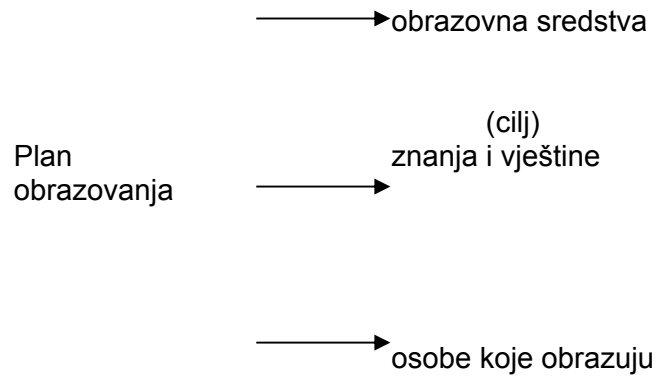 obrazovna sredstva
(cilj)
Plan
obrazovanja
znanja i vještine
osobe koje obrazuju